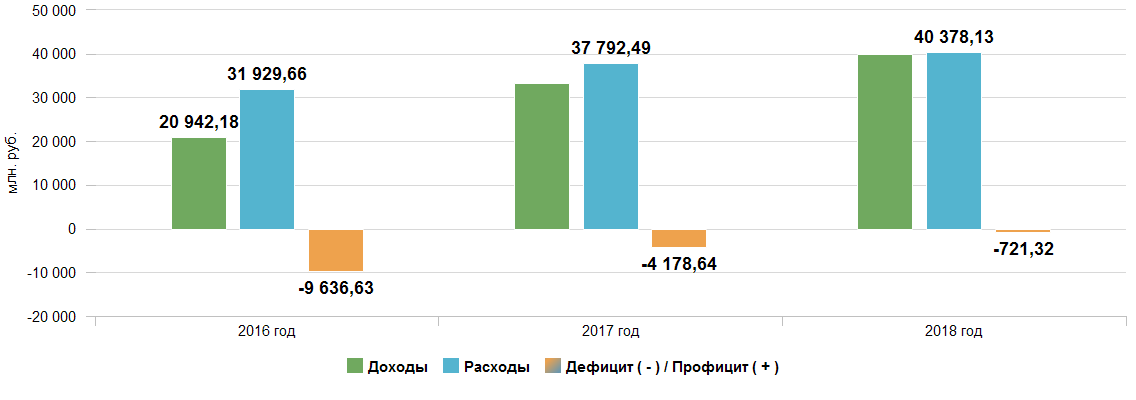 50 000
40 000
30 000
20 000
10 000
0
-10 000
-20 000
млн. руб.
20 942,18
31 929,66
-9 636,63
37 792,49
-4 178,64
40 378,13
-721,32
2016 год
2017 год
2018 год
Доходы
Расходы
Дефицит ( - ) / Профицит ( + )